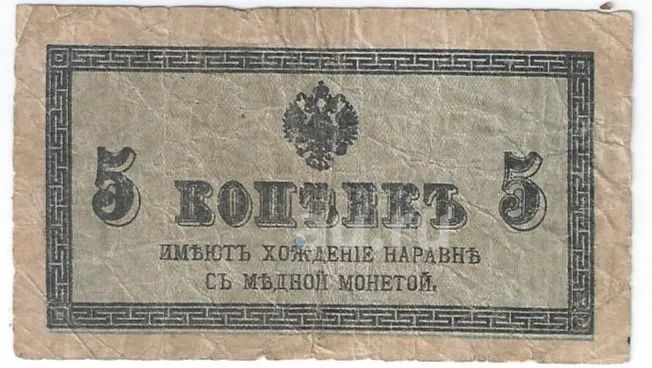 5 КОПѢЕКЪ 5
ИМѢЮТЪ ХОЖДЕНІЕ НАРАВНѢ
СЪ МѢДНОЙ МОНЕТОЙ.